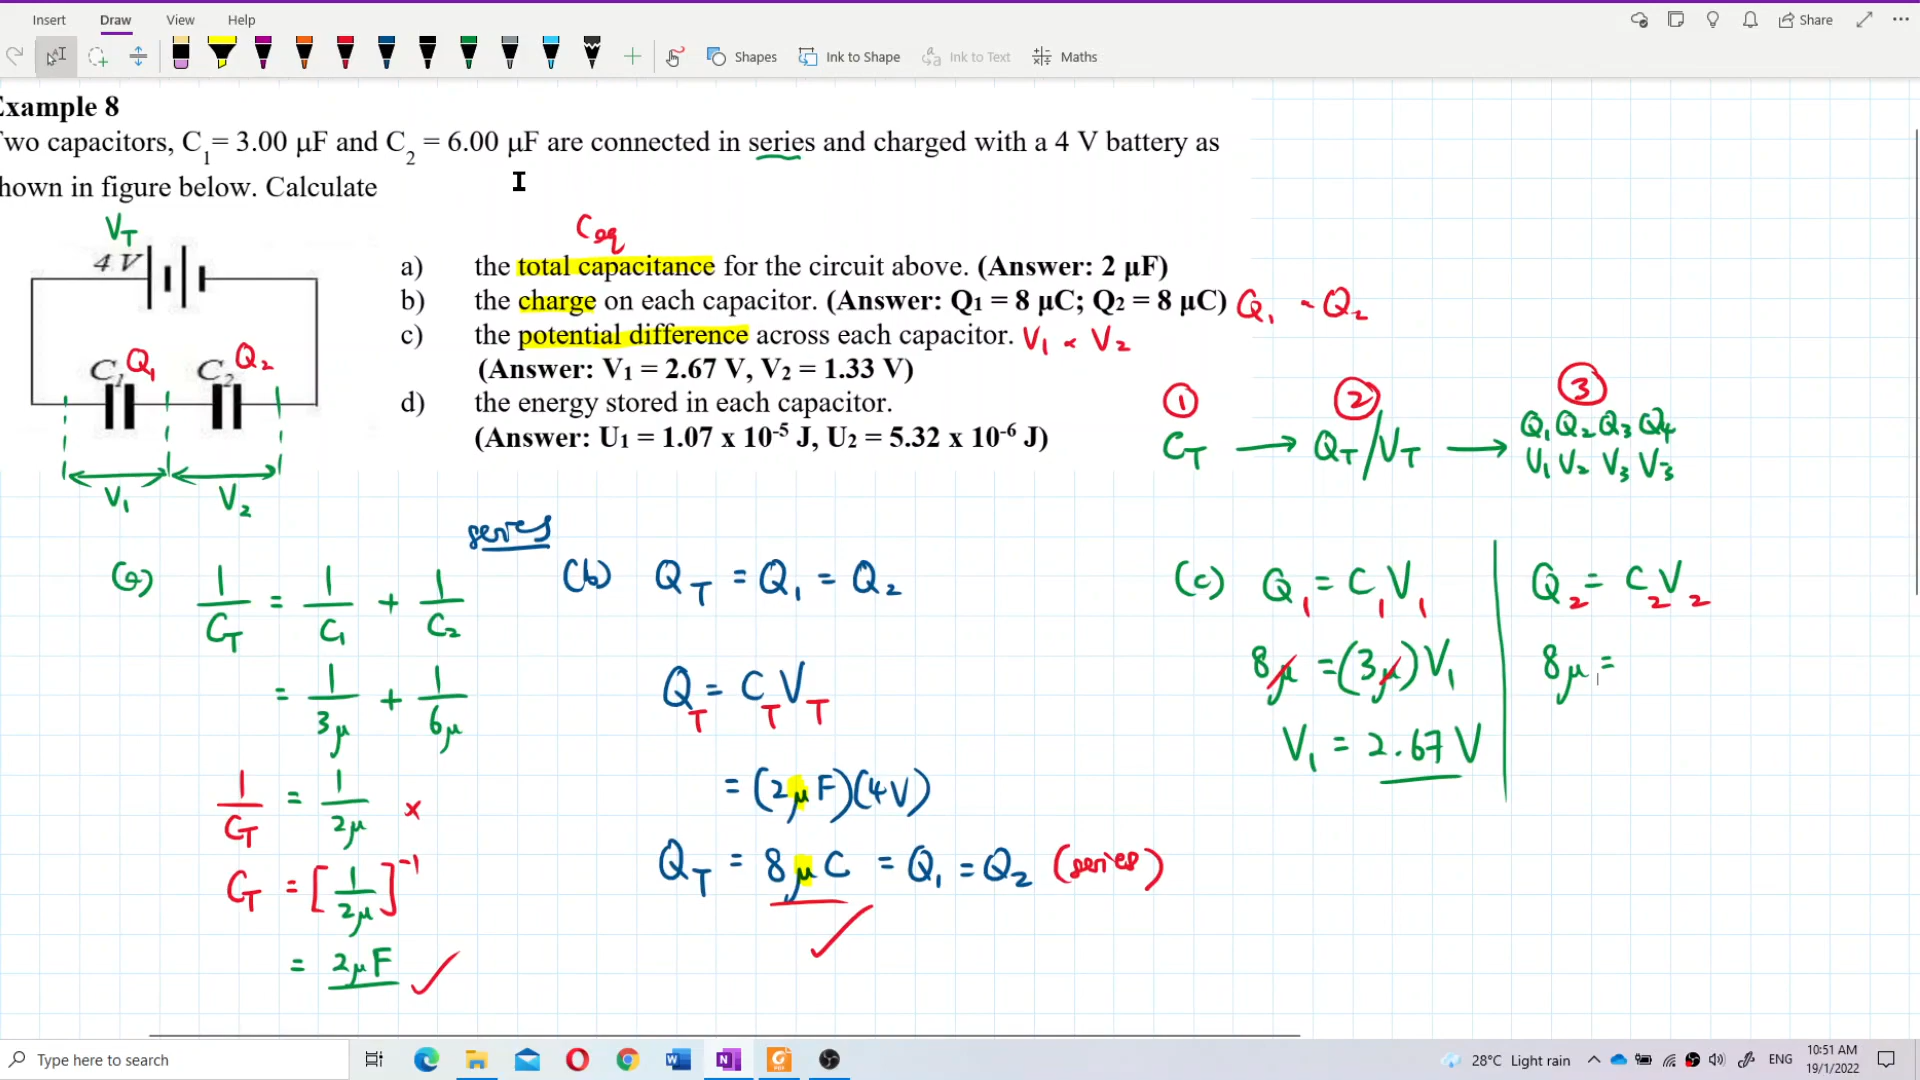 Insert Draw View Help
Share
Shapes Ink to Shape Ink to Text Maths
Example 8
Two capacitors, C1= 3.00 µF and C2 = 6.00 µF are connected in series and charged with a 4 V battery as
hown in figure below. Calculate
VT
4 V
C1 Q1 C2 Q2
V1 V2
Ceq
a) the total capacitance for the circuit above. (Answer: 2 µF)
b) the charge on each capacitor. (Answer: Q1 = 8 µC; Q2 = 8 µC) Q1 - Q2
c) the potential difference across each capacitor. V1 & V2
(Answer: V1 = 2.67 V, V2 = 1.33 V)
d) the energy stored in each capacitor.
(Answer: U1 = 1.07 x 10-5 J, U2 = 5.32 x 10-6 J)
① ② ③
CT → QT/VT → Q1 Q2 Q3 Q4
V1 V2 V3 V3
series
(a) 1/CT = 1/C1 + 1/C2
= 1/3µ + 1/6µ
1/CT = 1/2µ ×
CT = [1/2µ]-1
= 2µF ✓
(b) QT = Q1 = Q2
QT = CT VT
= (2µF)(4V)
QT = 8µC = Q1 = Q2 (series)
✓
(c) Q1 = C1V1
8µ = (3µ)V1
V1 = 2.67 V
Q2 = C2V2
8µ =
Type here to search
28°C Light rain ENG 10:51 AM
19/1/2022